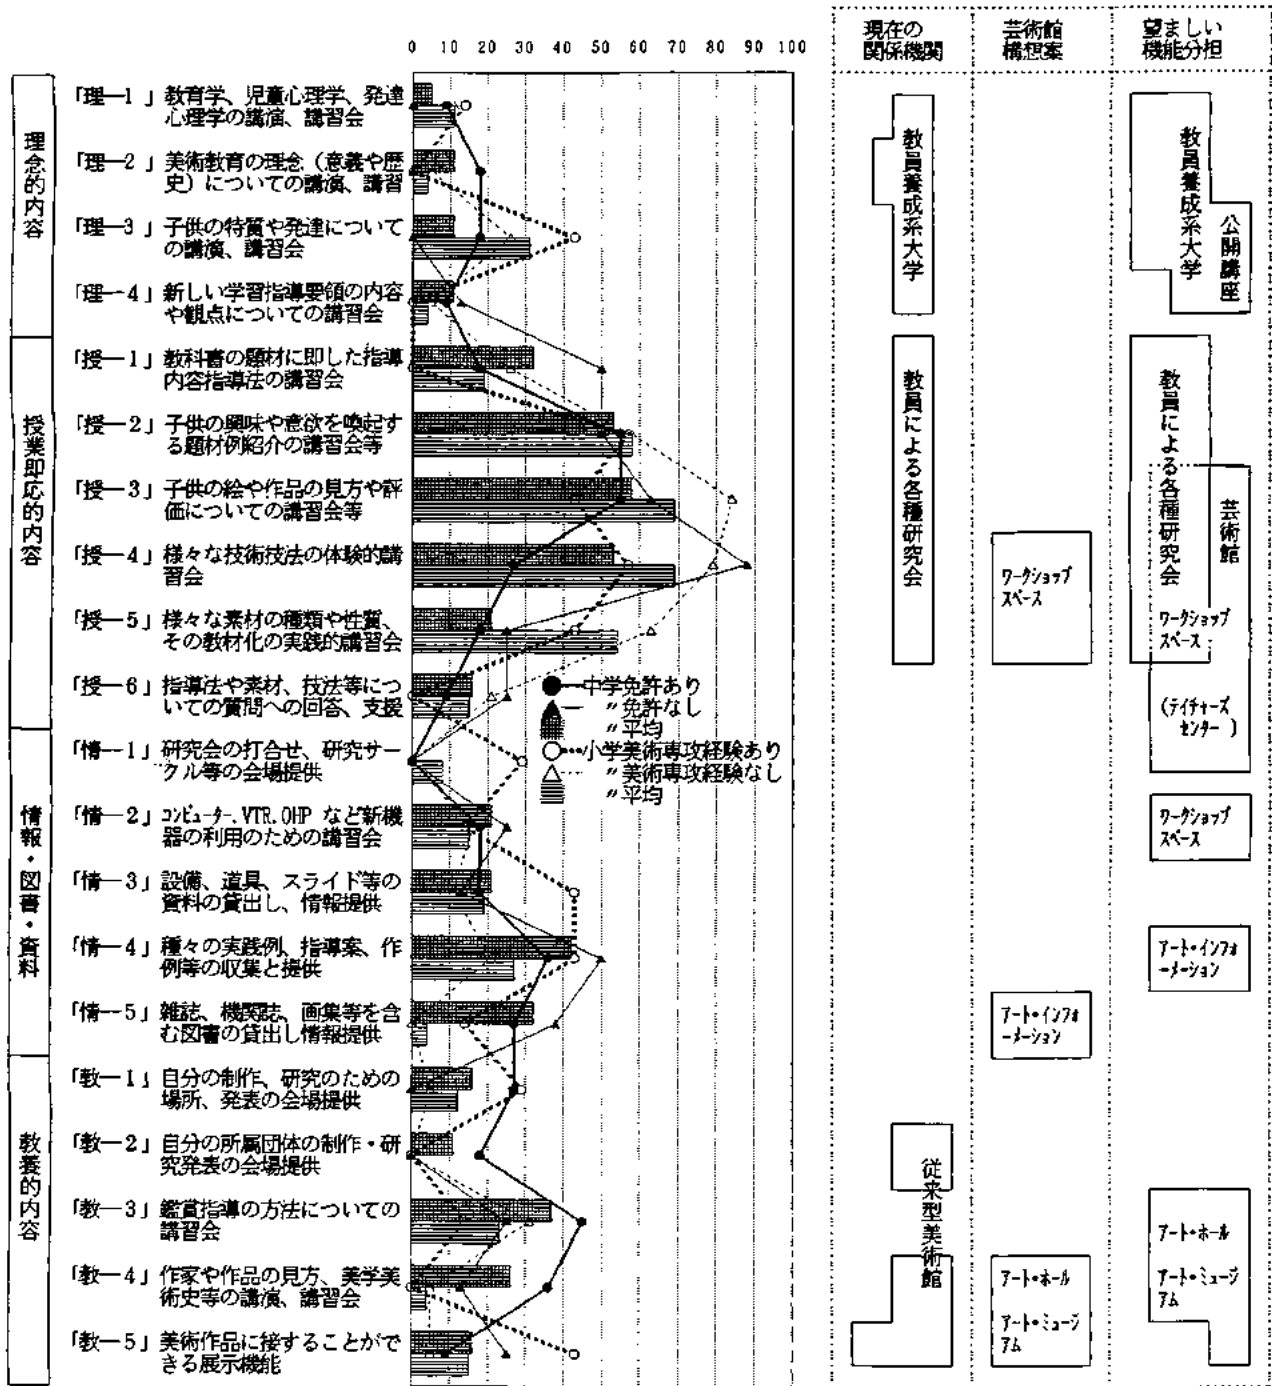 0 10 20 30 40 50 60 70 80 90 100
現在の
関係機関
芸術館
構想案
望ましい
機能分担
理念的内容
「理―1」教育学、児童心理学、発達
心理学の講演、講習会
「理―2」美術教育の理念(意義や歴
史)についての講演、講習
「理―3」子供の特質や発達について
の講演、講習会
「理―4」新しい学習指導要領の内容
や観点についての講習会
授業即応的内容
「授―1」教科書の題材に即した指導
内容指導法の講習会
「授―2」子供の興味や意欲を喚起す
る題材例紹介の講習会等
「授―3」子供の絵や作品の見方や評
価についての講習会等
「授―4」様々な技術技法の体験的講
習会
「授―5」様々な素材の種類や性質、
その教材化の実践的講習会
「授―6」指導法や素材、技法等につ
いての質問への回答、支援
情報・図書・資料
「情―1」研究会の打合せ、研究サー
クル等の会場提供
「情―2」コンピューター.VTR.OHP など新機
器の利用のための講習会
「情―3」設備、道具、スライド等の
資料の貸出し、情報提供
「情―4」種々の実践例、指導案、作
例等の収集と提供
「情―5」雑誌、機関誌、画集等を含
む図書の貸出し情報提供
教養的内容
「教―1」自分の制作、研究のための
場所、発表の会場提供
「教―2」自分の所属団体の制作・研
究発表の会場提供
「教―3」鑑賞指導の方法についての
講習会
「教―4」作家や作品の見方、美学美
術史等の講演、講習会
「教―5」美術作品に接することがで
きる展示機能
中学免許あり
〃免許なし
〃平均
小学美術専攻経験あり
〃美術専攻経験なし
〃平均
教員養成系大学
教員による各種研究会
従来型美術館
ワークショップ
スペース
アート・インフォ
ーメーション
アート・ホール
アート・ミュージ
アム
教員養成系大学
公開講座
教員による各種研究会
芸術館
ワークショップ
スペース
(テイチャーズ
センター)
ワークショップ
スペース
アート・インフォ
ーメーション
アート・ホール
アート・ミュージ
アム